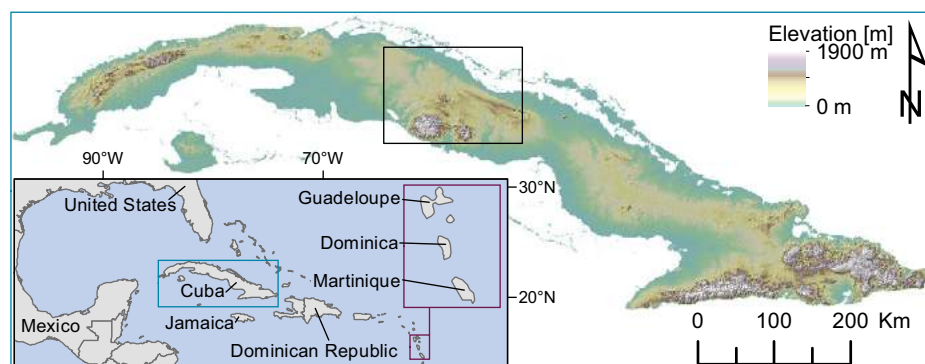 Elevation [m]
1900 m
0 m
N
90°W
70°W
30°N
United States
Guadeloupe
Dominica
Martinique
Cuba
20°N
Mexico
Jamaica
Dominican Republic
0 100 200 Km